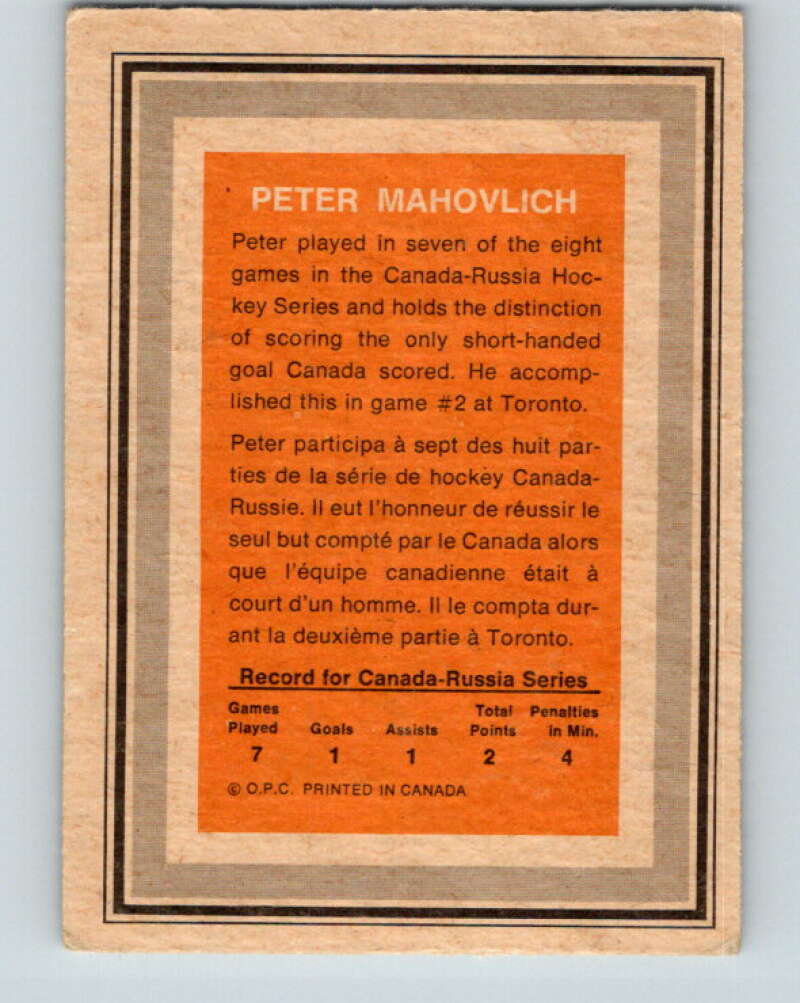 PETER MAHOVLICH
Peter played in seven of the eight
games in the Canada-Russia Hoc-
key Series and holds the distinction
of scoring the only short-handed
goal Canada scored. He accomp-
lished this in game #2 at Toronto.
Peter participa à sept des huit par-
ties de la série de hockey Canada-
Russie. Il eut l'honneur de réussir le
seul but compté par le Canada alors
que l'équipe canadienne était à
court d'un homme. Il le compta dur-
ant la deuxième partie à Toronto.
Record for Canada-Russia Series
Games Total Penalties
Played Goals Assists Points in Min.
7 1 1 2 4
© O.P.C. PRINTED IN CANADA